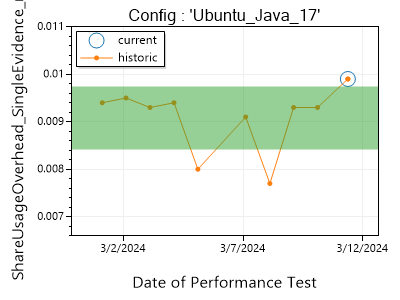 Config : 'Ubuntu_Java_17'
current
historic
0.011
0.01
0.009
0.008
0.007
3/2/2024
3/7/2024
3/12/2024
Date of Performance Test
ShareUsageOverhead_SingleEvidence_